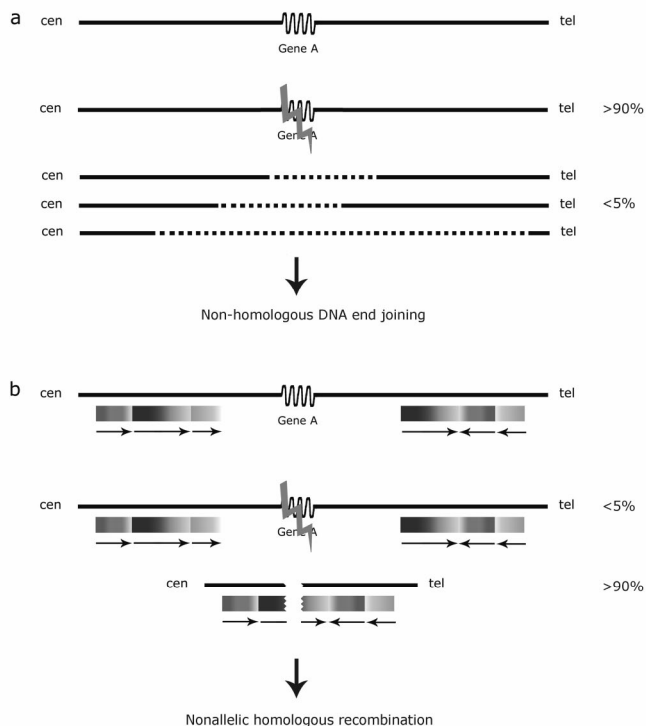 a
cen tel
Gene A
cen tel >90%
Gene A
cen tel
cen tel <5%
cen tel
Non-homologous DNA end joining
b
cen tel
Gene A
cen tel <5%
Gene A
cen tel >90%
Nonallelic homologous recombination